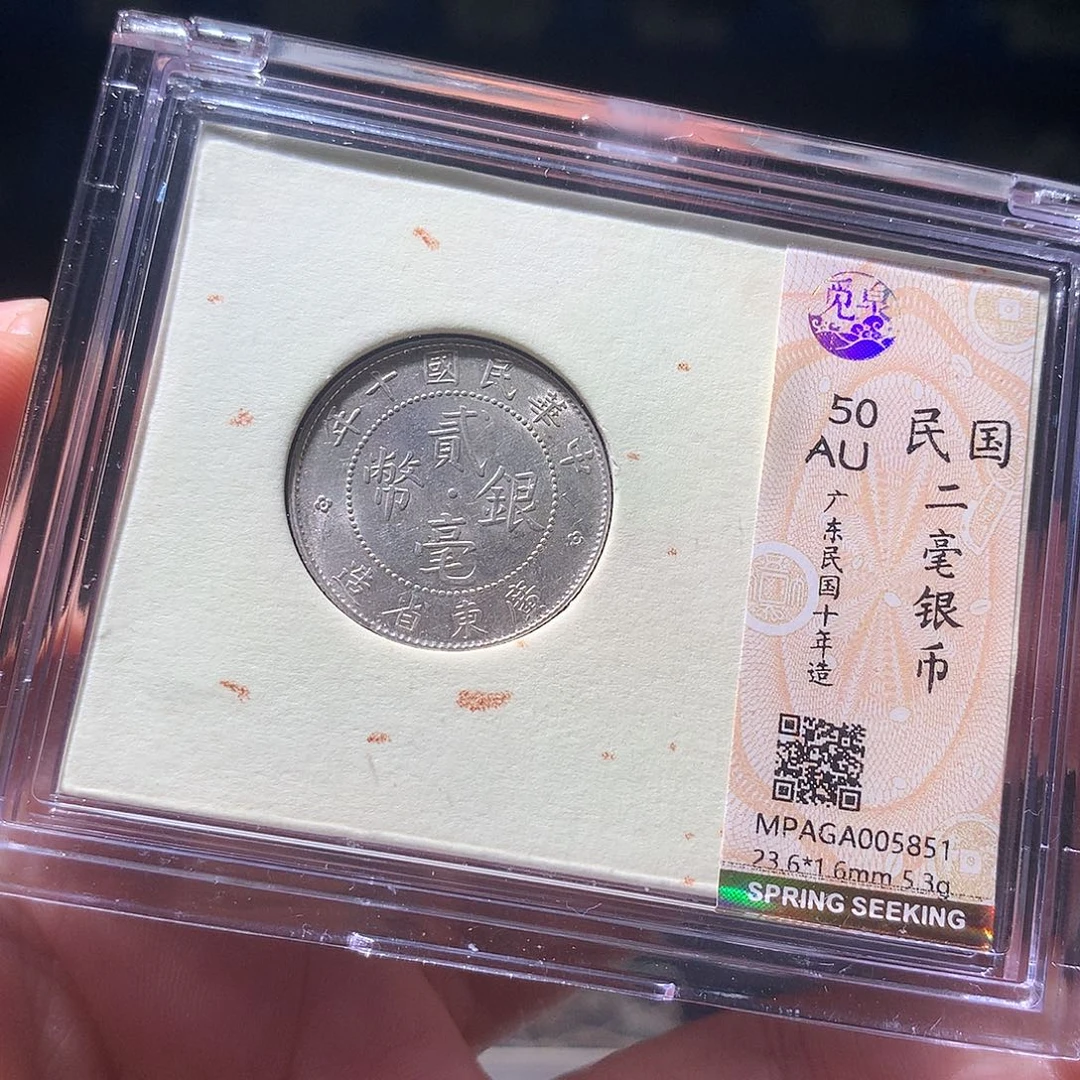 中華民國十年
貳毫銀幣
廣東省造
觅泉
50
AU
民国
二毫银币
广东民国十年造
MPAGA005851
23.6*1.6mm 5.3g
SPRING SEEKING